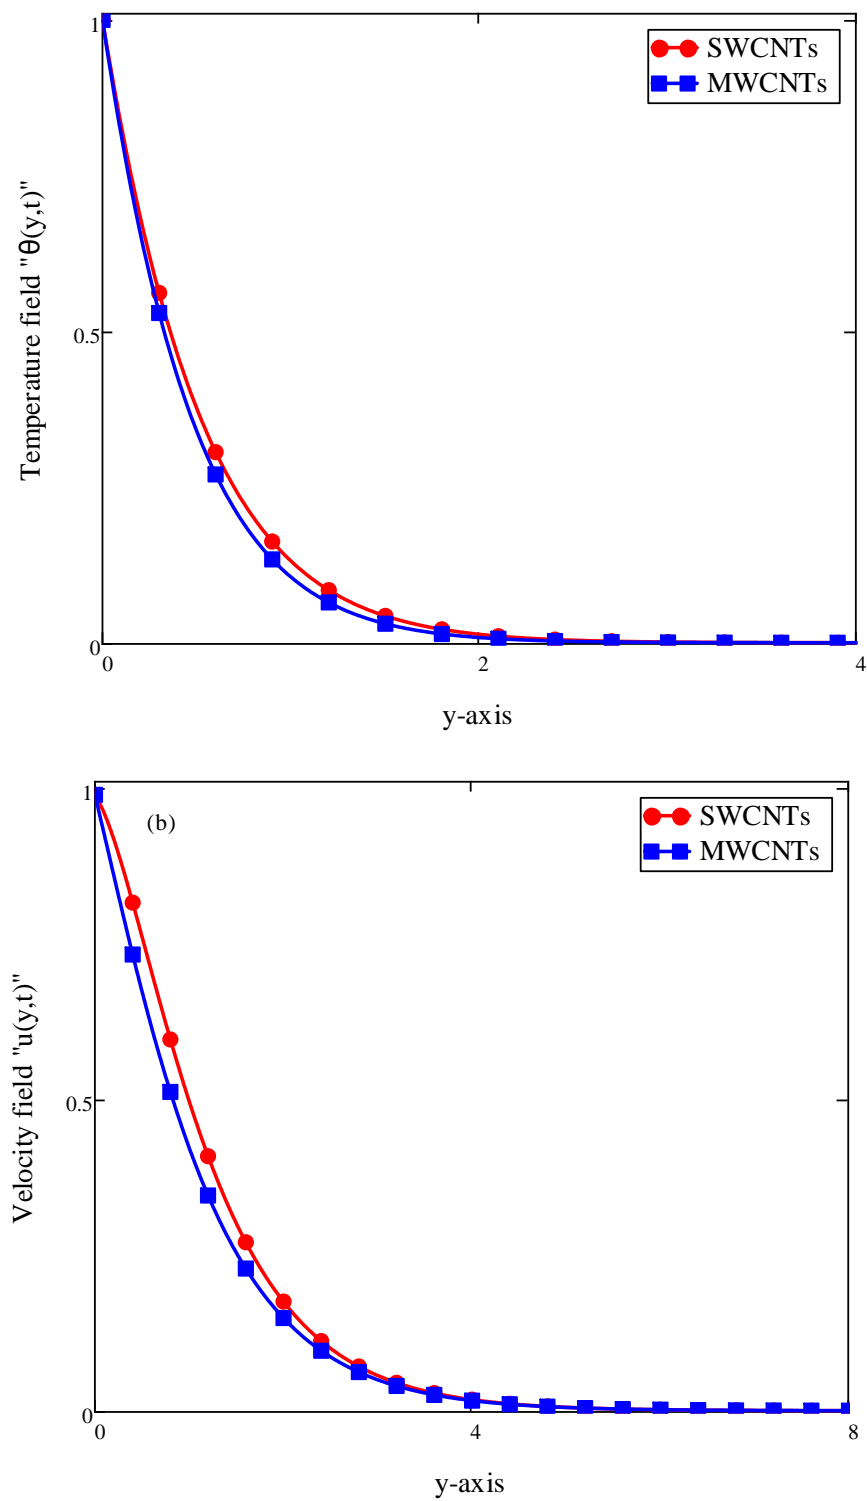 1
SWCNTs
MWCNTs
Temperature field "θ(y,t)"
0.5
0
0
2
4
y-axis
1
(b)
SWCNTs
MWCNTs
Velocity field "u(y,t)"
0.5
0
0
4
8
y-axis